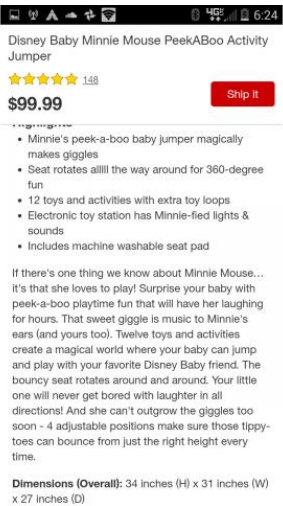 4G 6:24
Disney Baby Minnie Mouse PeekABoo Activity
Jumper
148
$99.99
Ship it
Highlights
• Minnie's peek-a-boo baby jumper magically
makes giggles
• Seat rotates alllll the way around for 360-degree
fun
• 12 toys and activities with extra toy loops
• Electronic toy station has Minnie-fied lights &
sounds
• Includes machine washable seat pad
If there's one thing we know about Minnie Mouse…
it's that she loves to play! Surprise your baby with
peek-a-boo playtime fun that will have her laughing
for hours. That sweet giggle is music to Minnie's
ears (and yours too). Twelve toys and activities
create a magical world where your baby can jump
and play with your favorite Disney Baby friend. The
bouncy seat rotates around and around. Your little
one will never get bored with laughter in all
directions! And she can't outgrow the giggles too
soon - 4 adjustable positions make sure those tippy-
toes can bounce from just the right height every
time.
Dimensions (Overall): 34 inches (H) x 31 inches (W)
x 27 inches (D)